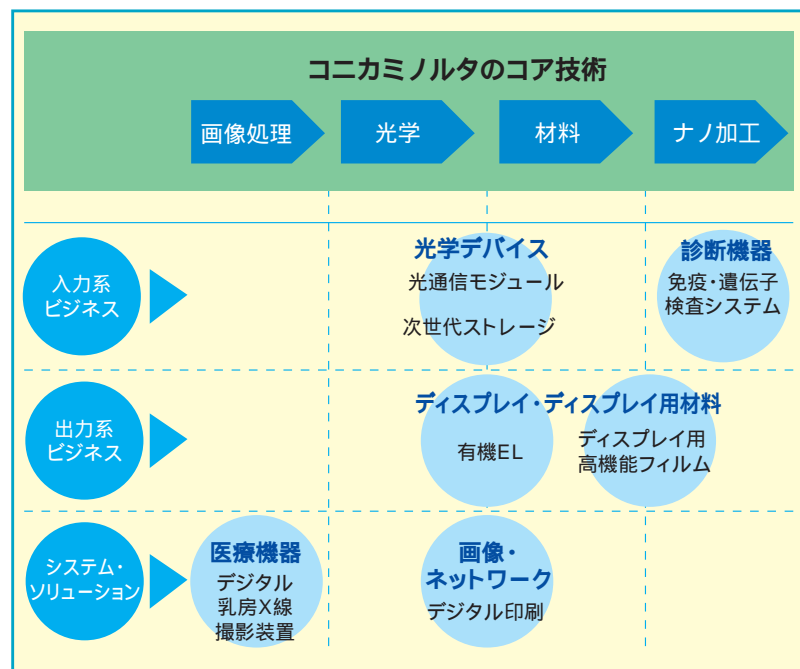 コニカミノルタのコア技術
画像処理
光学
材料
ナノ加工
入力系
ビジネス
光学デバイス
光通信モジュール
次世代ストレージ
診断機器
免疫・遺伝子
検査システム
出力系
ビジネス
ディスプレイ・ディスプレイ用材料
有機EL
ディスプレイ用
高機能フィルム
システム・
ソリューション
医療機器
デジタル
乳房X線
撮影装置
画像・
ネットワーク
デジタル印刷